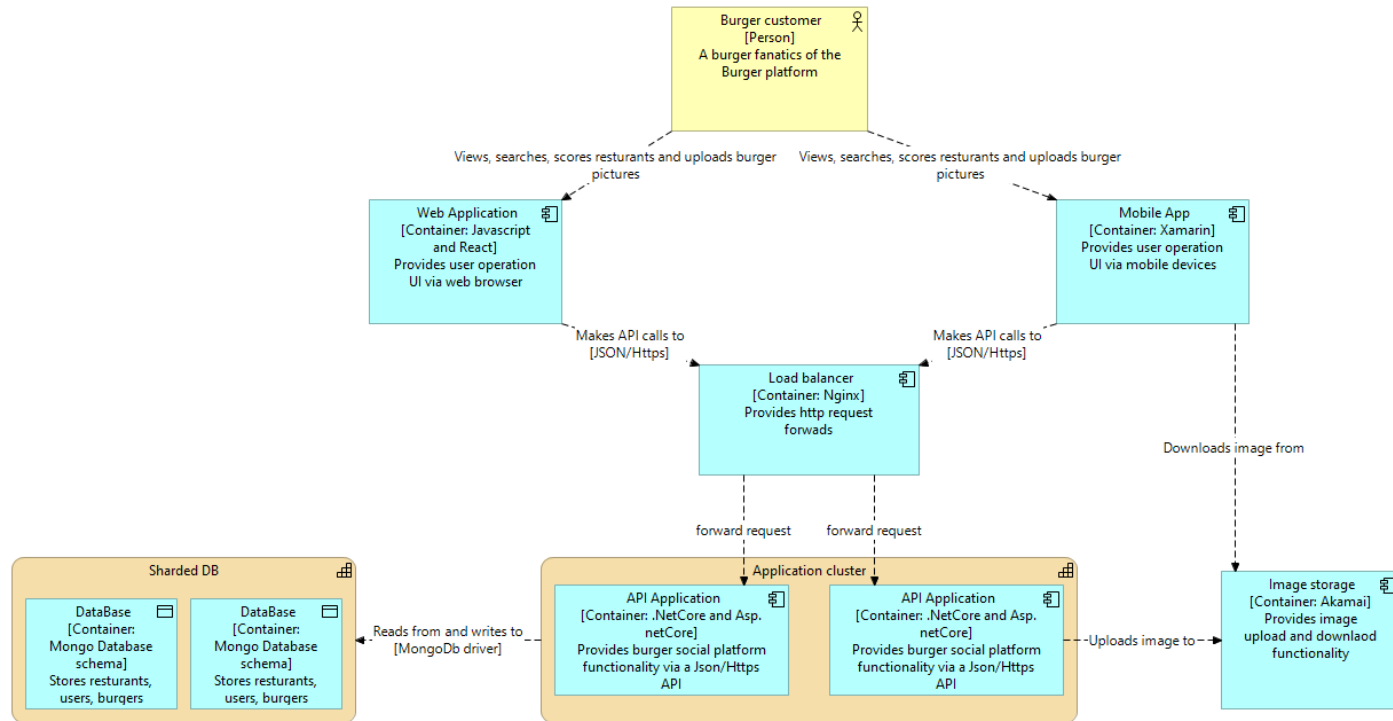 Burger customer
[Person]
A burger fanatics of the
Burger platform
Views, searches, scores resturants and uploads burger
pictures
Views, searches, scores resturants and uploads burger
pictures
Web Application
[Container: Javascript
and React]
Provides user operation
UI via web browser
Mobile App
[Container: Xamarin]
Provides user operation
UI via mobile devices
Makes API calls to
[JSON/Https]
Makes API calls to
[JSON/Https]
Load balancer
[Container: Nginx]
Provides http request
forwads
Downloads image from
forward request
forward request
Sharded DB
DataBase
[Container:
Mongo Database
schema]
Stores resturants,
users, burgers
DataBase
[Container:
Mongo Database
schema]
Stores resturants,
users, burgers
Reads from and writes to
[MongoDb driver]
Application cluster
API Application
[Container: .NetCore and Asp.
netCore]
Provides burger social platform
functionality via a Json/Https
API
API Application
[Container: .NetCore and Asp.
netCore]
Provides burger social platform
functionality via a Json/Https
API
Uploads image to
Image storage
[Container: Akamai]
Provides image
upload and downlaod
functionality